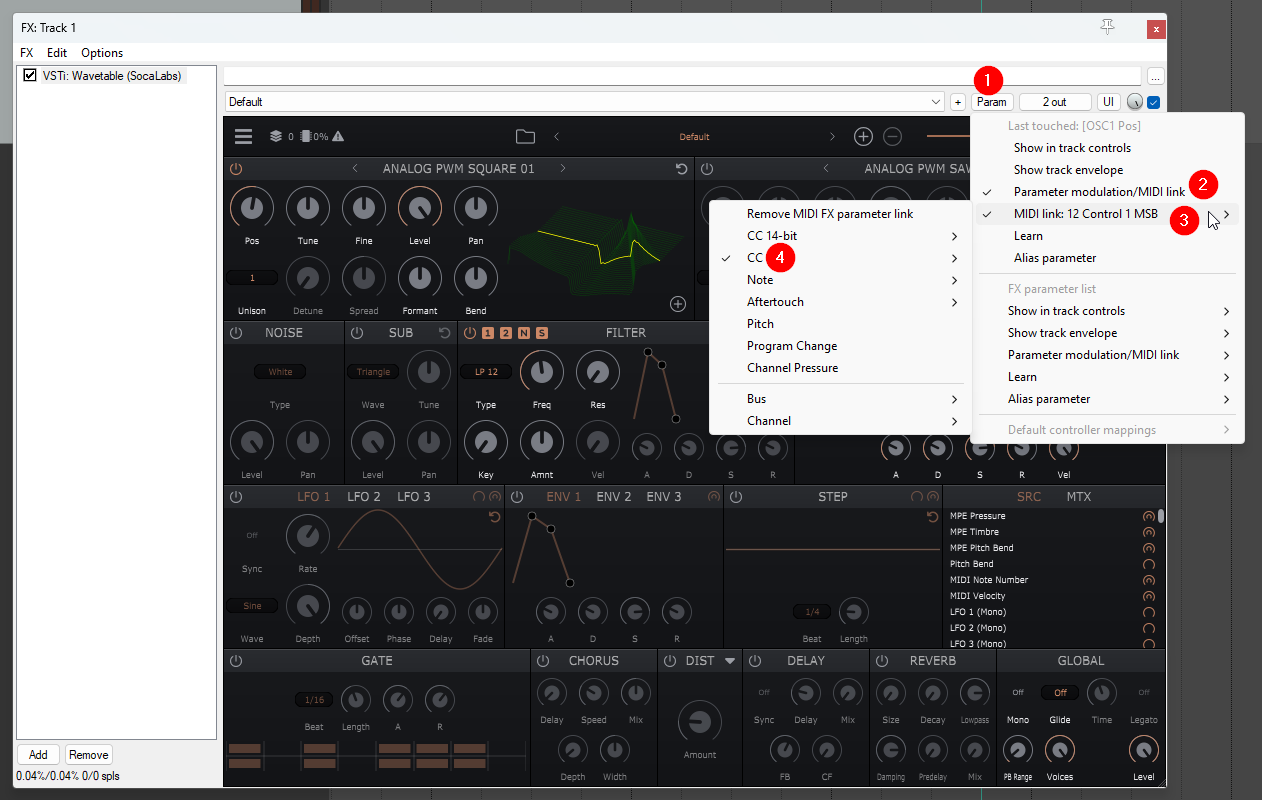 FX: Track 1
x
FX Edit Options
VSTi: Wavetable (SocaLabs)
...
1
Default
+
Param
2 out
UI
0
0%
Default
Last touched: [OSC1 Pos]
Show in track controls
Show track envelope
Parameter modulation/MIDI link
2
MIDI link: 12 Control 1 MSB
3
Learn
Alias parameter
FX parameter list
Show in track controls
Show track envelope
Parameter modulation/MIDI link
Learn
Alias parameter
Default controller mappings
Remove MIDI FX parameter link
CC 14-bit
CC
4
Note
Aftertouch
Pitch
Program Change
Channel Pressure
Bus
Channel
ANALOG PWM SQUARE 01
ANALOG PWM SAW
Pos Tune Fine Level Pan
1
Unison Detune Spread Formant Bend
NOISE
White
Type
Level Pan
SUB
Triangle
Wave Tune
Level Pan
1 2 N S
FILTER
LP 12
Type Freq Res
Key Amnt Vel A D S R
A D S R Vel
LFO 1 LFO 2 LFO 3
Off
Sync Rate
Sine
Wave Depth Offset Phase Delay Fade
ENV 1 ENV 2 ENV 3
A D S R
STEP
1/4
Beat Length
SRC MTX
MPE Pressure
MPE Timbre
MPE Pitch Bend
Pitch Bend
MIDI Note Number
MIDI Velocity
LFO 1 (Mono)
LFO 2 (Mono)
LFO 3 (Mono)
GATE
1/16
Beat Length A R
CHORUS
Delay Speed Mix
Depth Width
DIST
Amount
DELAY
Off
Sync Delay Mix
FB CF
REVERB
Size Decay Lowpass
Damping Predelay Mix
GLOBAL
Off Off Off
Mono Glide Time Legato
PB Range Voices Level
Add Remove
0.04%/0.04% 0/0 spls